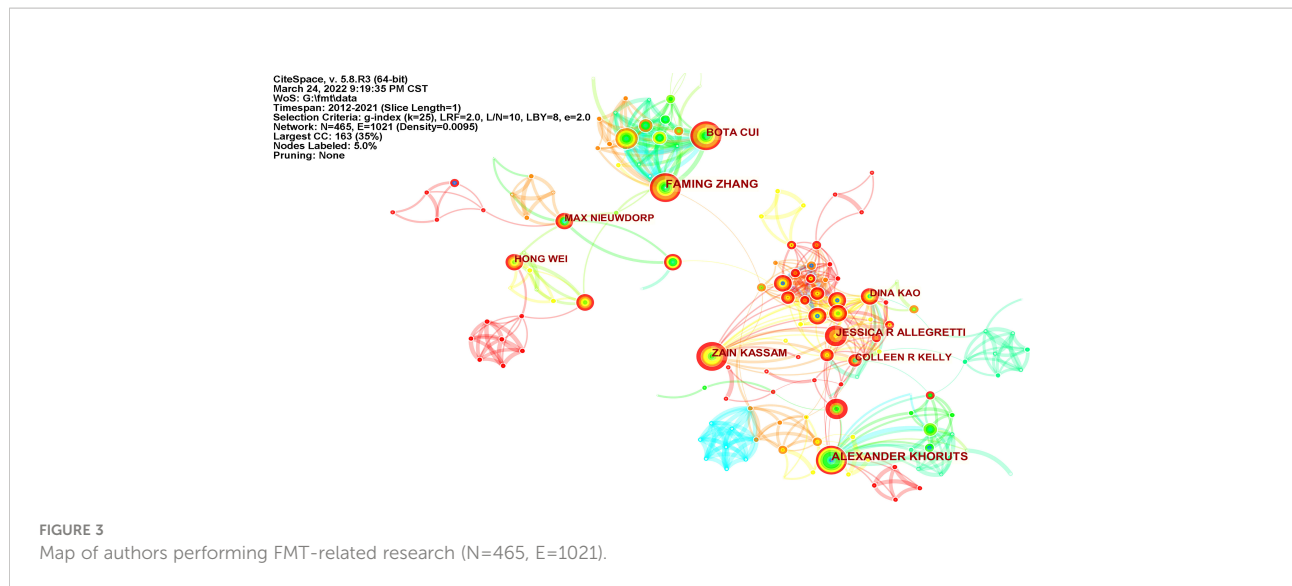 CiteSpace, v. 5.8.R3 (64-bit)
March 24, 2022 9:19:35 PM CST
WoS: G:\fmt\data
Timespan: 2012-2021 (Slice Length=1)
Selection Criteria: g-index (k=25), LRF=2.0, L/N=10, LBY=8, e=2.0
Network: N=465, E=1021 (Density=0.0095)
Largest CC: 163 (35%)
Nodes Labeled: 5.0%
Pruning: None
BOTA CUI
FAMING ZHANG
MAX NIEUWDORP
HONG WEI
DINA KAO
JESSICA R ALLEGRETTI
ZAIN KASSAM
COLLEEN R KELLY
ALEXANDER KHORUTS
FIGURE 3
Map of authors performing FMT-related research (N=465, E=1021).